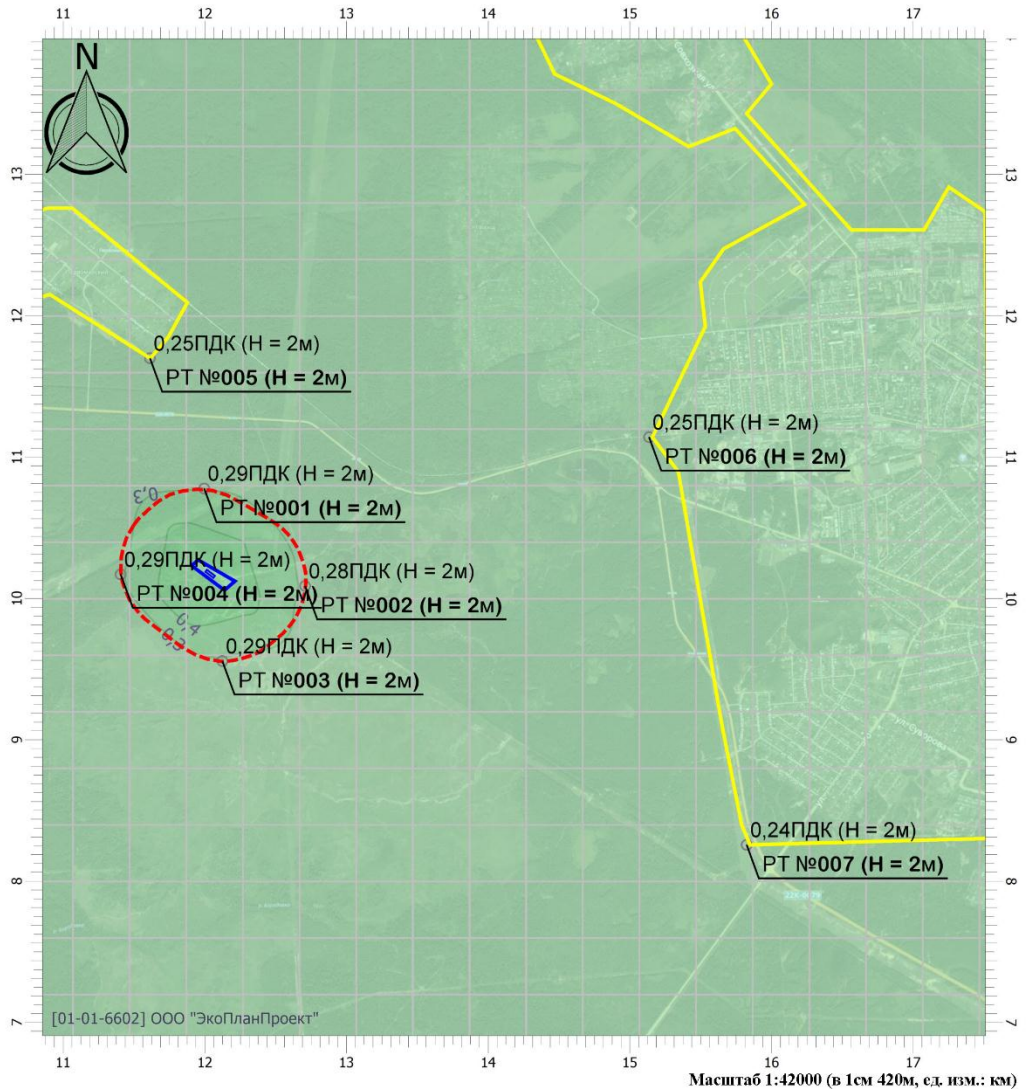 11 12 13 14 15 16 17
N
13
13
12
12
0,25ПДК (H = 2м)
РТ №005 (H = 2м)
0,25ПДК (H = 2м)
РТ №006 (H = 2м)
11
11
0,29ПДК (H = 2м)
РТ №001 (H = 2м)
0,3
0,29ПДК (H = 2м)
РТ №004 (H = 2м)
0,28ПДК (H = 2м)
РТ №002 (H = 2м)
10
10
0,4
0,3
0,29ПДК (H = 2м)
РТ №003 (H = 2м)
9
9
0,24ПДК (H = 2м)
РТ №007 (H = 2м)
8
8
7
7
[01-01-6602] ООО "ЭкоПланПроект"
11 12 13 14 15 16 17
Масштаб 1:42000 (в 1см 420м, ед. изм.: км)